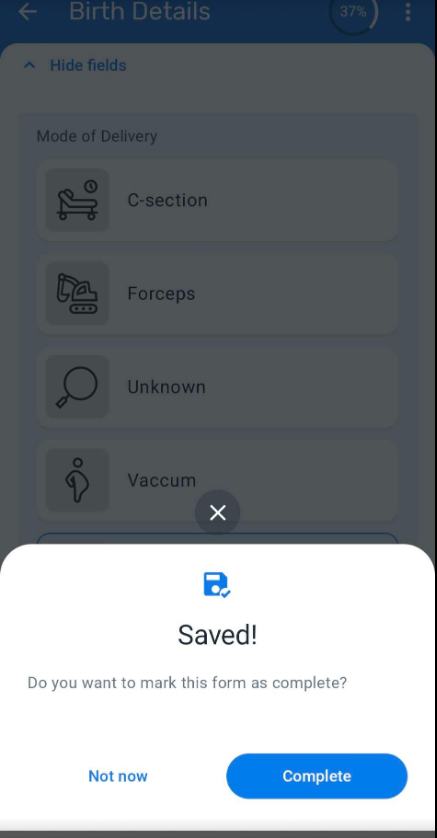 Birth Details
37%
Hide fields
Mode of Delivery
C-section
Forceps
Unknown
Vaccum
Saved!
Do you want to mark this form as complete?
Not now
Complete